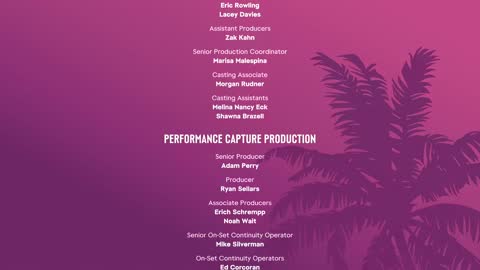 Eric Rowling
Lacey Davies
Assistant Producers
Zak Kahn
Senior Production Coordinator
Marisa Malespina
Casting Associate
Morgan Rudner
Casting Assistants
Melina Nancy Eck
Shawna Brazell
PERFORMANCE CAPTURE PRODUCTION
Senior Producer
Adam Perry
Producer
Ryan Sellars
Associate Producers
Erich Schrempp
Noah Wait
Senior On-Set Continuity Operator
Mike Silverman
On-Set Continuity Operators
Ed Corcoran